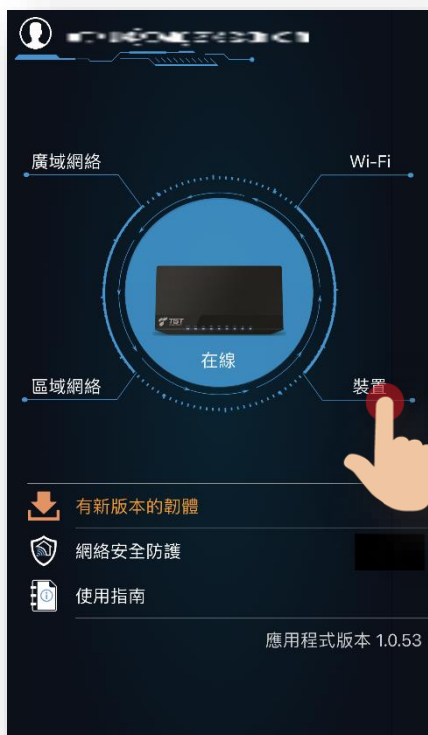 廣域網絡
Wi-Fi
TGT
在線
區域網絡
裝置
有新版本的韌體
網絡安全防護
使用指南
應用程式版本 1.0.53